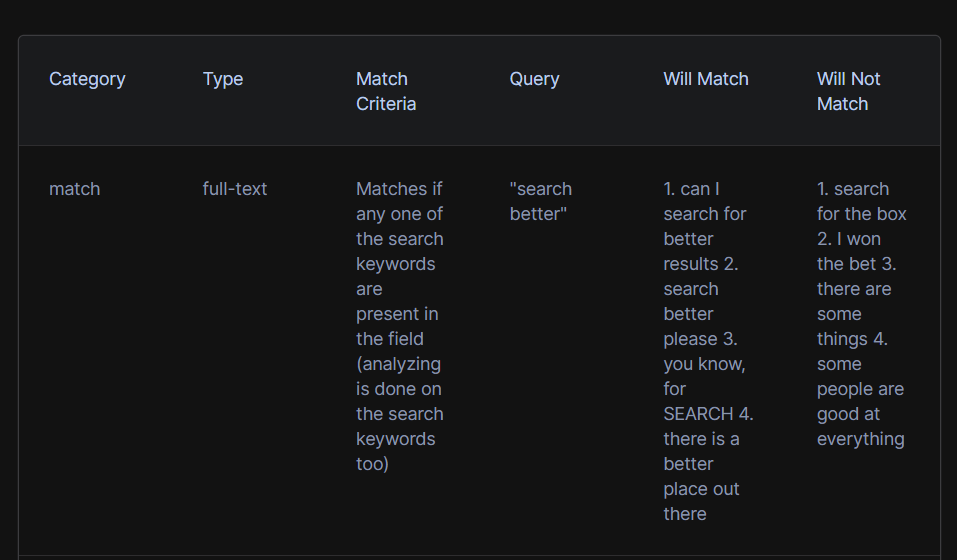 Category Type Match Criteria Query Will Match Will Not Match
match
full-text
Matches if
any one of
the search
keywords
are
present in
the field
(analyzing
is done on
the search
keywords
too)
"search
better"
1. can I
search for
better
results 2.
search
better
please 3.
you know,
for
SEARCH 4.
there is a
better
place out
there
1. search
for the box
2. I won
the bet 3.
there are
some
things 4.
some
people are
good at
everything